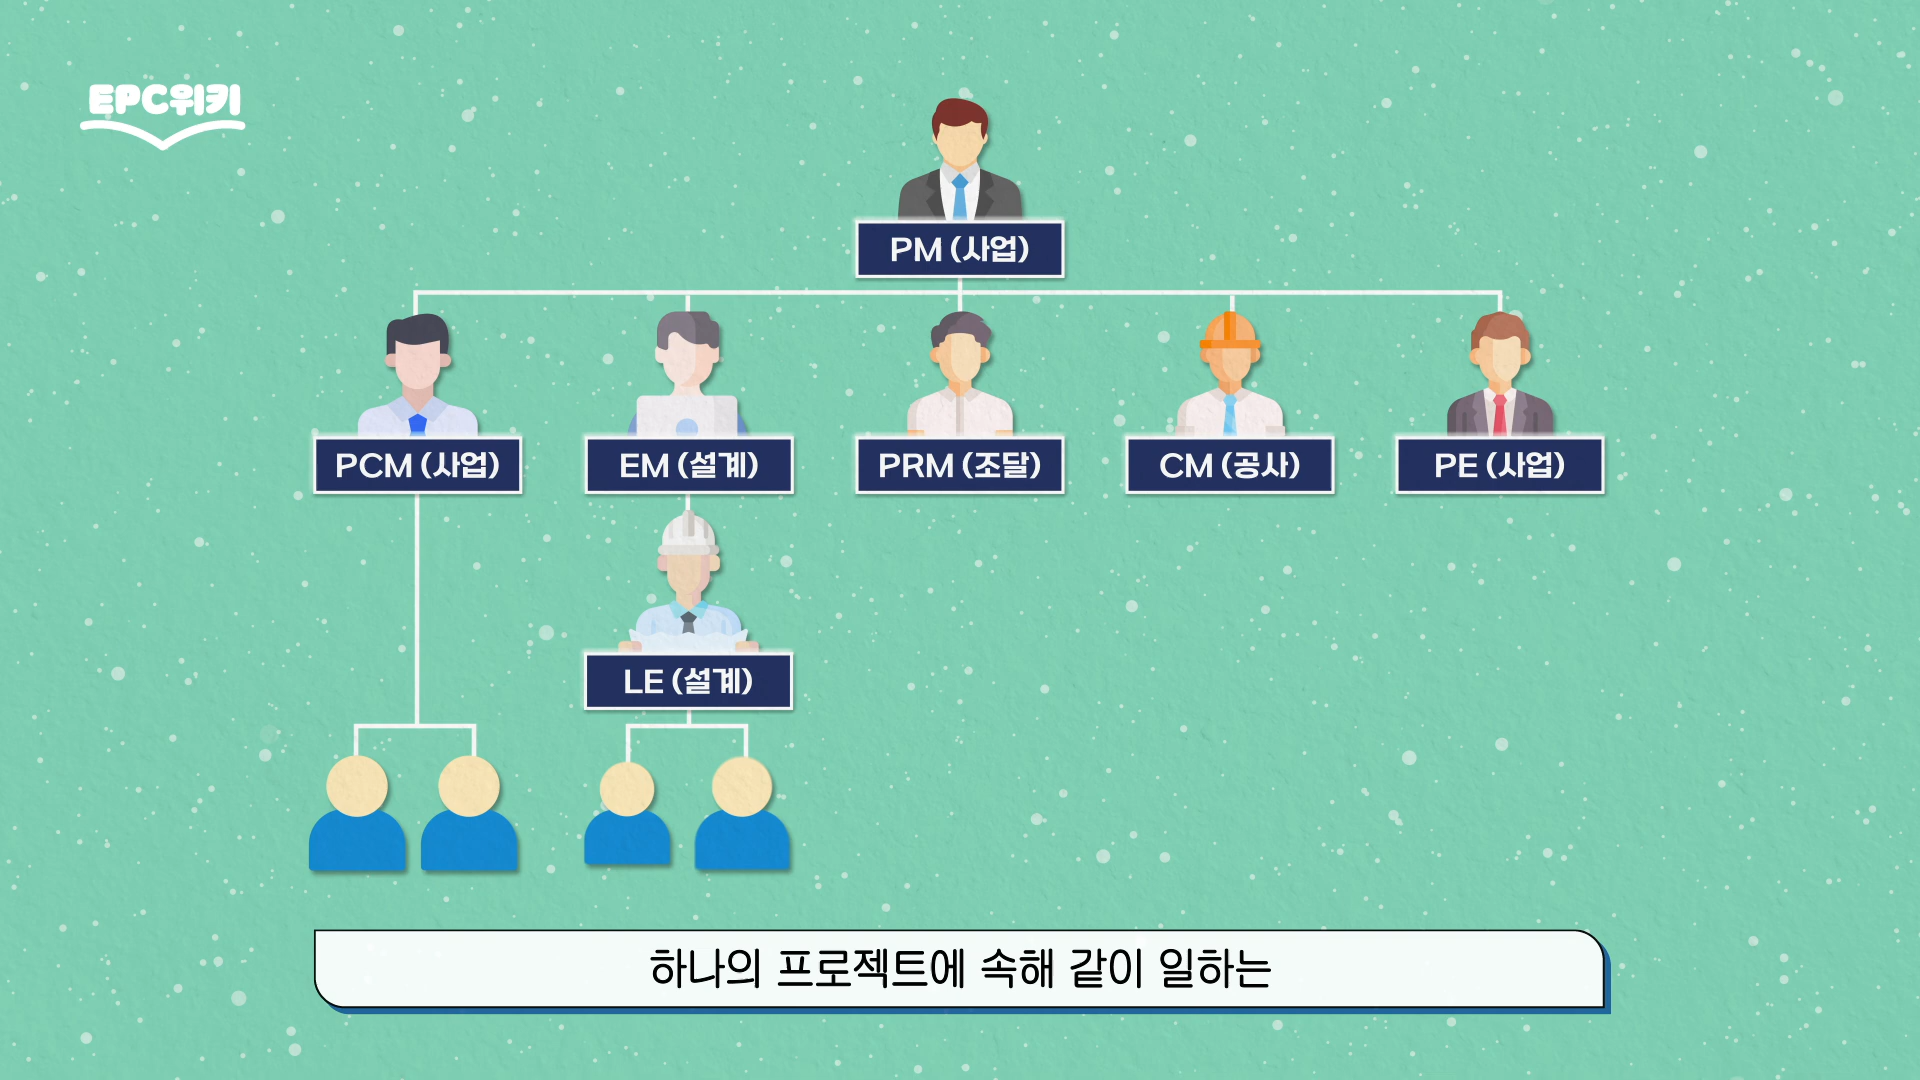 EPC위키
PM (사업)
PCM (사업)
EM (설계)
PRM (조달)
CM (공사)
PE (사업)
LE (설계)
하나의 프로젝트에 속해 같이 일하는